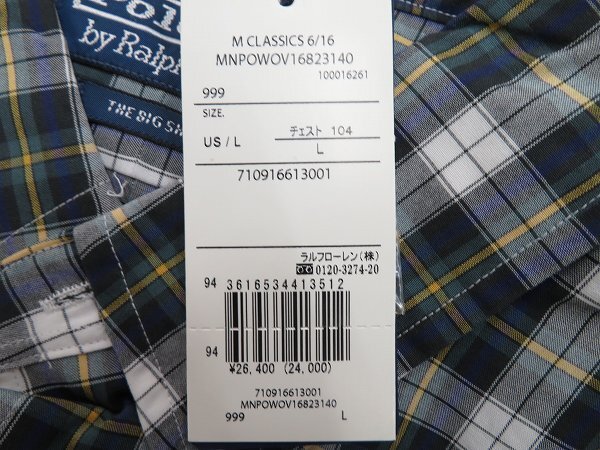 Polo
by Ralph
THE BIG SH
M CLASSICS 6/16
MNPOWOV16823140
100016261
999
SIZE.
US / L
チェスト 104
L
710916613001
ラルフローレン(株)
0120-3274-20
94 3616534413512
94
¥26,400 (24,000)
710916613001
MNPOWOV16823140
999 L